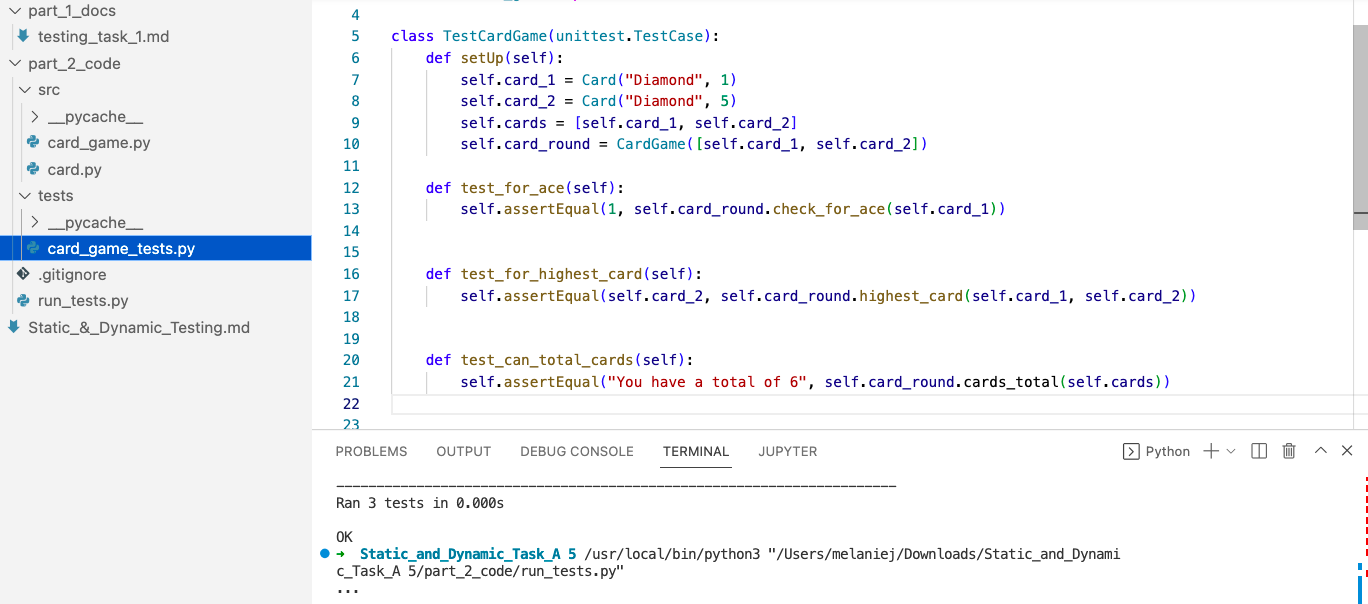 part_1_docs
testing_task_1.md
part_2_code
src
__pycache__
card_game.py
card.py
tests
__pycache__
card_game_tests.py
.gitignore
run_tests.py
Static_&_Dynamic_Testing.md
4
5 class TestCardGame(unittest.TestCase):
6 def setUp(self):
7 self.card_1 = Card("Diamond", 1)
8 self.card_2 = Card("Diamond", 5)
9 self.cards = [self.card_1, self.card_2]
10 self.card_round = CardGame([self.card_1, self.card_2])
11
12 def test_for_ace(self):
13 self.assertEqual(1, self.card_round.check_for_ace(self.card_1))
14
15
16 def test_for_highest_card(self):
17 self.assertEqual(self.card_2, self.card_round.highest_card(self.card_1, self.card_2))
18
19
20 def test_can_total_cards(self):
21 self.assertEqual("You have a total of 6", self.card_round.cards_total(self.cards))
22
23
PROBLEMS OUTPUT DEBUG CONSOLE TERMINAL JUPYTER Python
----------------------------------------------------------------------
Ran 3 tests in 0.000s
OK
➜ Static_and_Dynamic_Task_A 5 /usr/local/bin/python3 "/Users/melaniej/Downloads/Static_and_Dynami
c_Task_A 5/part_2_code/run_tests.py"
...